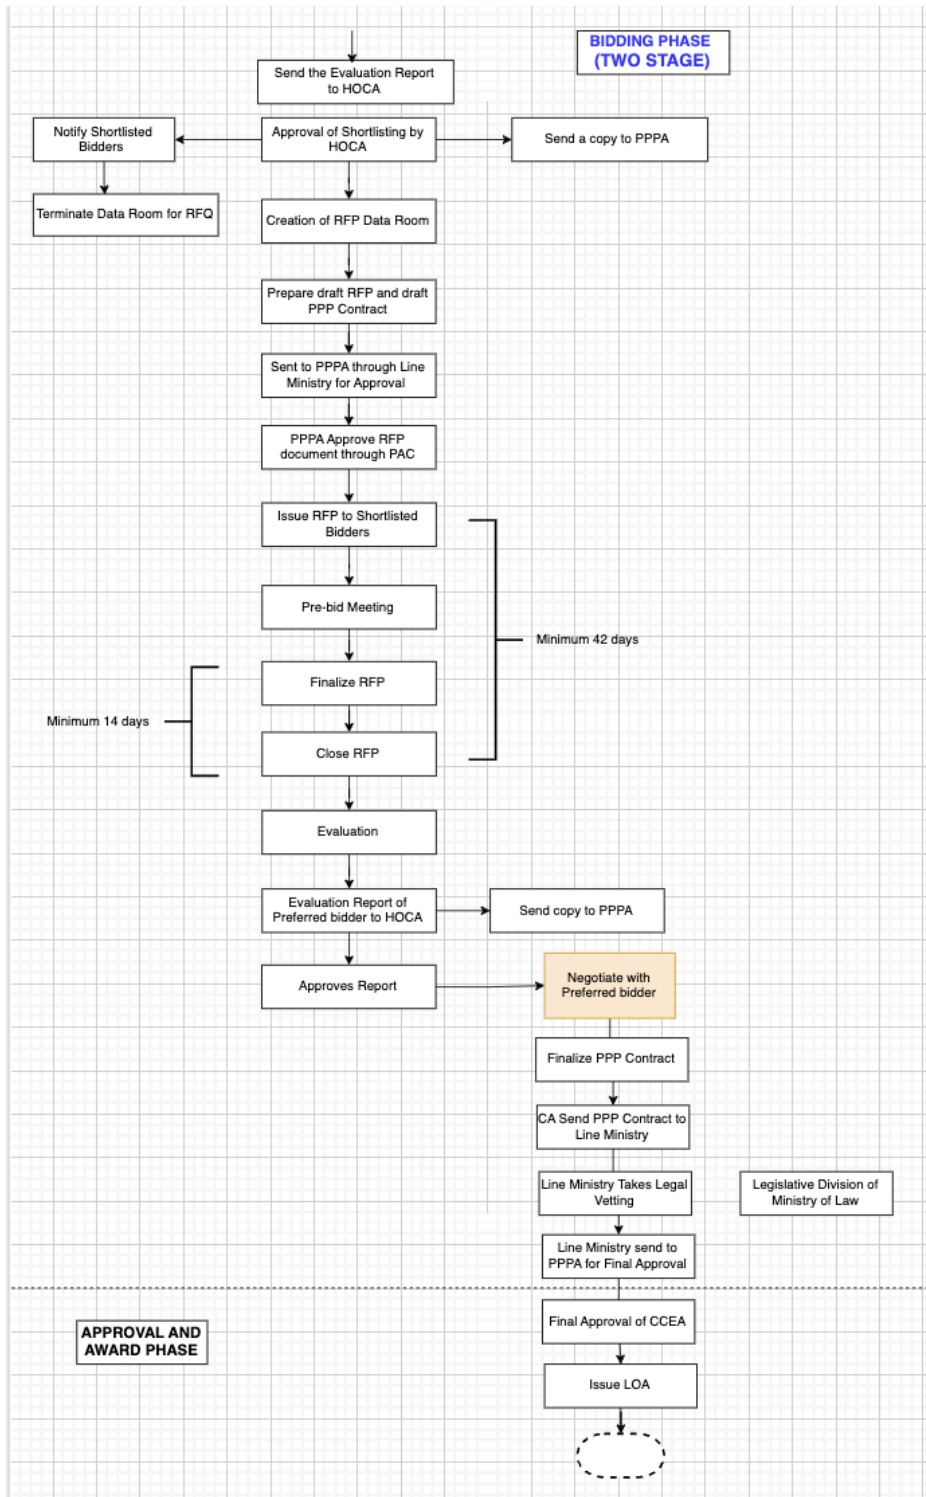 BIDDING PHASE
(TWO STAGE)
Send the Evaluation Report
to HOCA
Notify Shortlisted
Bidders
Approval of Shortlisting by
HOCA
Send a copy to PPPA
Terminate Data Room for RFQ
Creation of RFP Data Room
Prepare draft RFP and draft
PPP Contract
Sent to PPPA through Line
Ministry for Approval
PPPA Approve RFP
document through PAC
Issue RFP to Shortlisted
Bidders
Pre-bid Meeting
Minimum 42 days
Finalize RFP
Minimum 14 days
Close RFP
Evaluation
Evaluation Report of
Preferred bidder to HOCA
Send copy to PPPA
Approves Report
Negotiate with
Preferred bidder
Finalize PPP Contract
CA Send PPP Contract to
Line Ministry
Line Ministry Takes Legal
Vetting
Legislative Division of
Ministry of Law
Line Ministry send to
PPPA for Final Approval
APPROVAL AND
AWARD PHASE
Final Approval of CCEA
Issue LOA